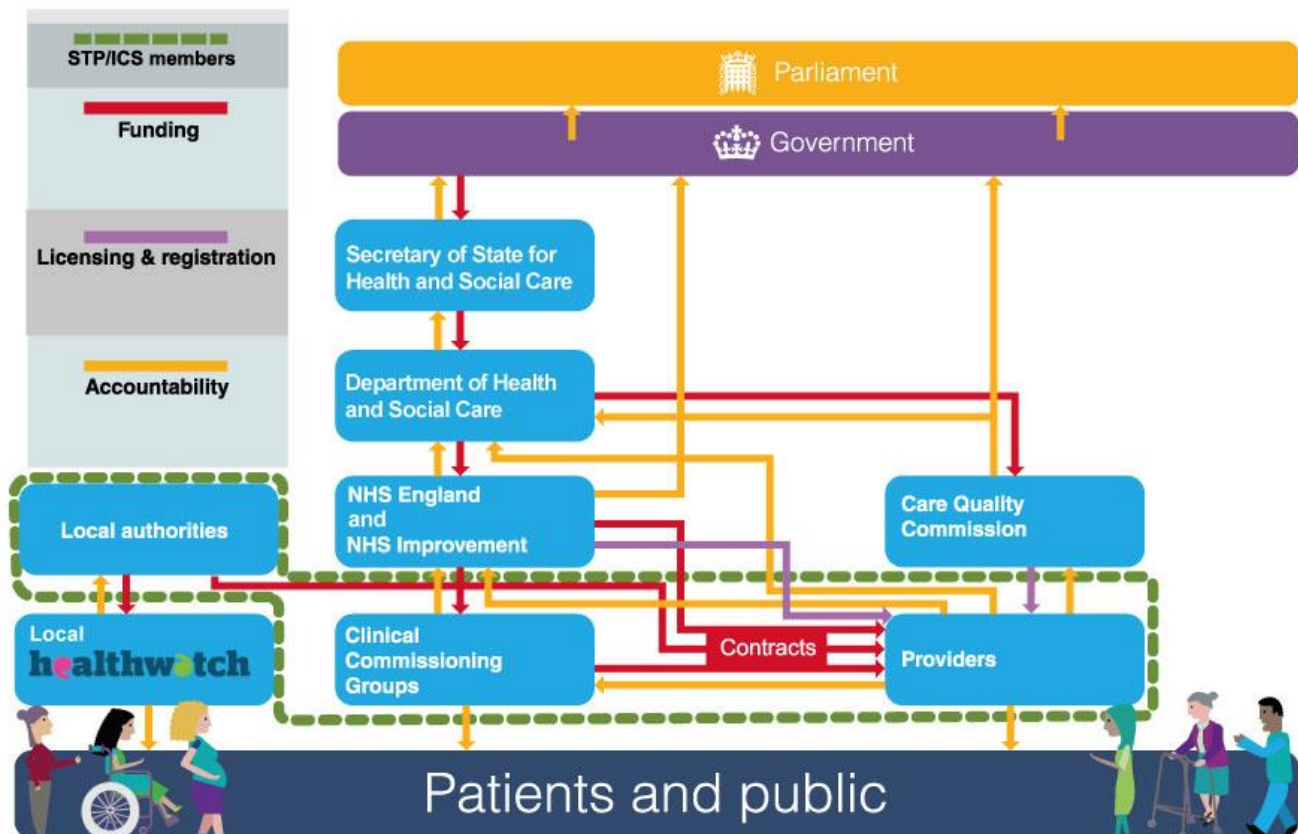 STP/ICS members
Funding
Licensing & registration
Accountability
Parliament
Government
Secretary of State for
Health and Social Care
Department of Health
and Social Care
NHS England
and
NHS Improvement
Care Quality
Commission
Local authorities
Local
healthwatch
Clinical
Commissioning
Groups
Contracts
Providers
Patients and public